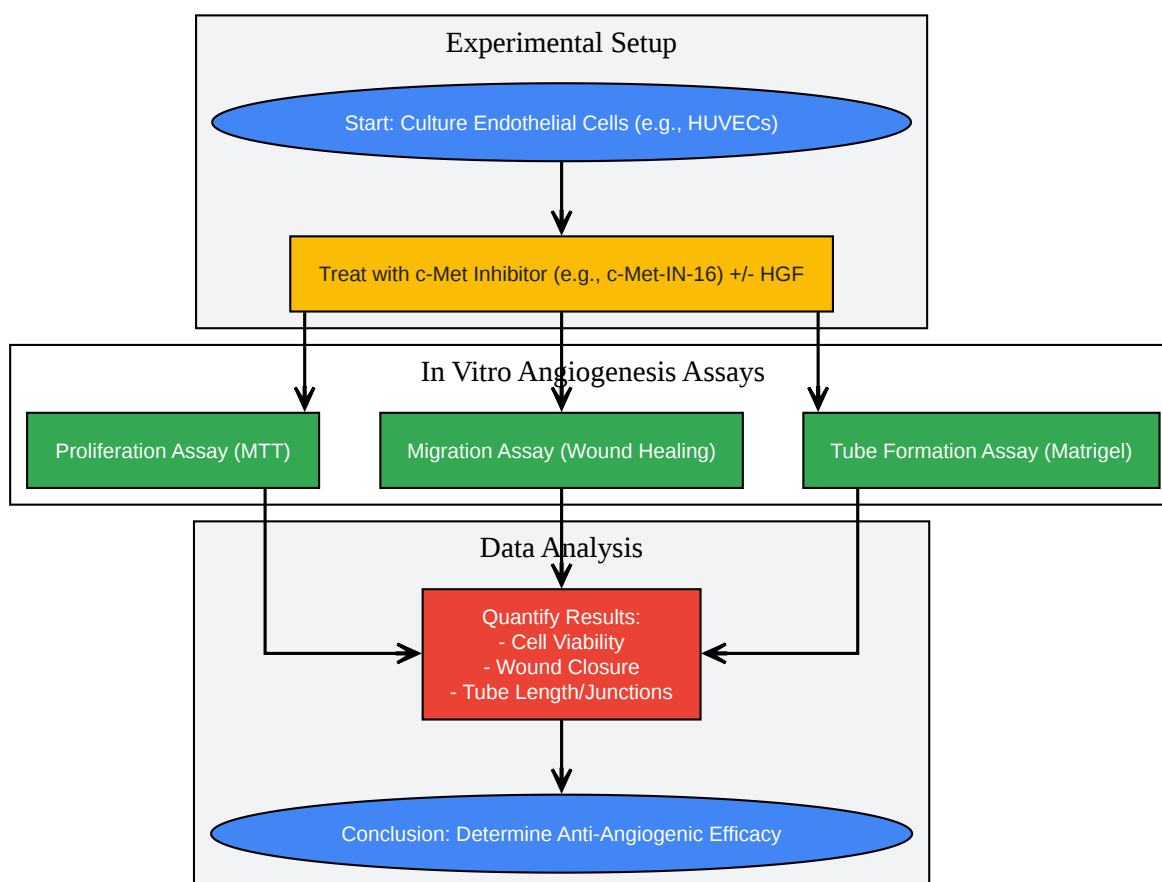 Experimental Setup
Start: Culture Endothelial Cells (e.g., HUVECs)
Treat with c-Met Inhibitor (e.g., c-Met-IN-16) +/- HGF
In Vitro Angiogenesis Assays
Proliferation Assay (MTT)
Migration Assay (Wound Healing)
Tube Formation Assay (Matrigel)
Data Analysis
Quantify Results:
- Cell Viability
- Wound Closure
- Tube Length/Junctions
Conclusion: Determine Anti-Angiogenic Efficacy